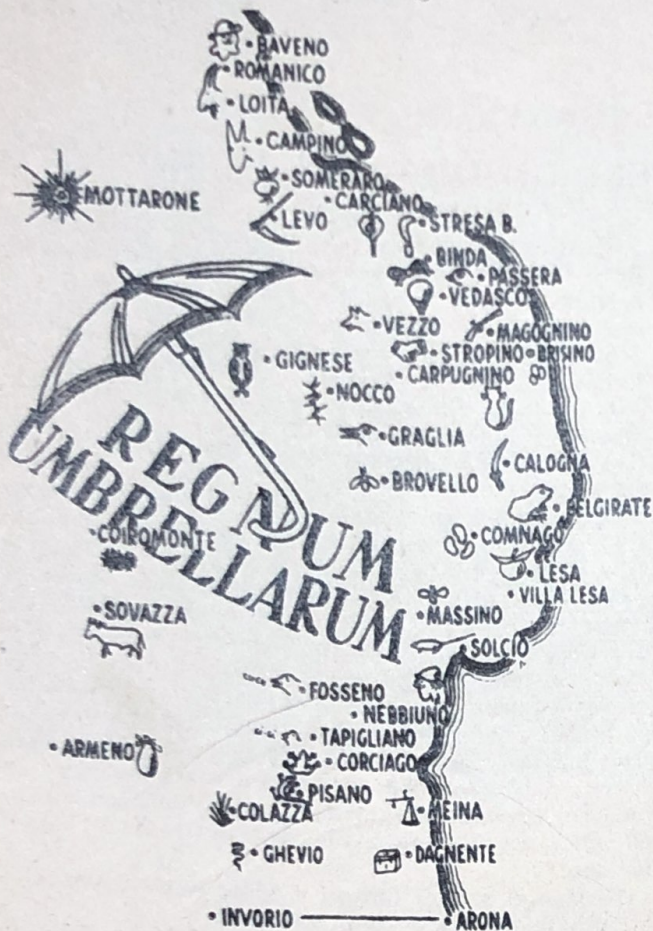 BAVENO
ROMANICO
LOITA
CAMPINO
SOMERARO
MOTTARONE
CARCIANO
LEVO
STRESA B.
BINDA
PASSERA
VEDASCO
VEZZO
MAGOGNINO
STROPINO
BRISINO
GIGNESE
CARPUGNINO
NOCCO
GRAGLIA
CALOGNA
BROVELLO
BELGIRATE
REGNUM
UMBRELLARUM
COIROMONTE
COMNAGO
LESA
VILLA LESA
SOVAZZA
MASSINO
SOLCIO
FOSSENO
NEBBIUNO
TAPIGLIANO
ARMENO
CORCIAGO
PISANO
COLAZZA
MEINA
GHEVIO
DAGNENTE
INVORIO
ARONA